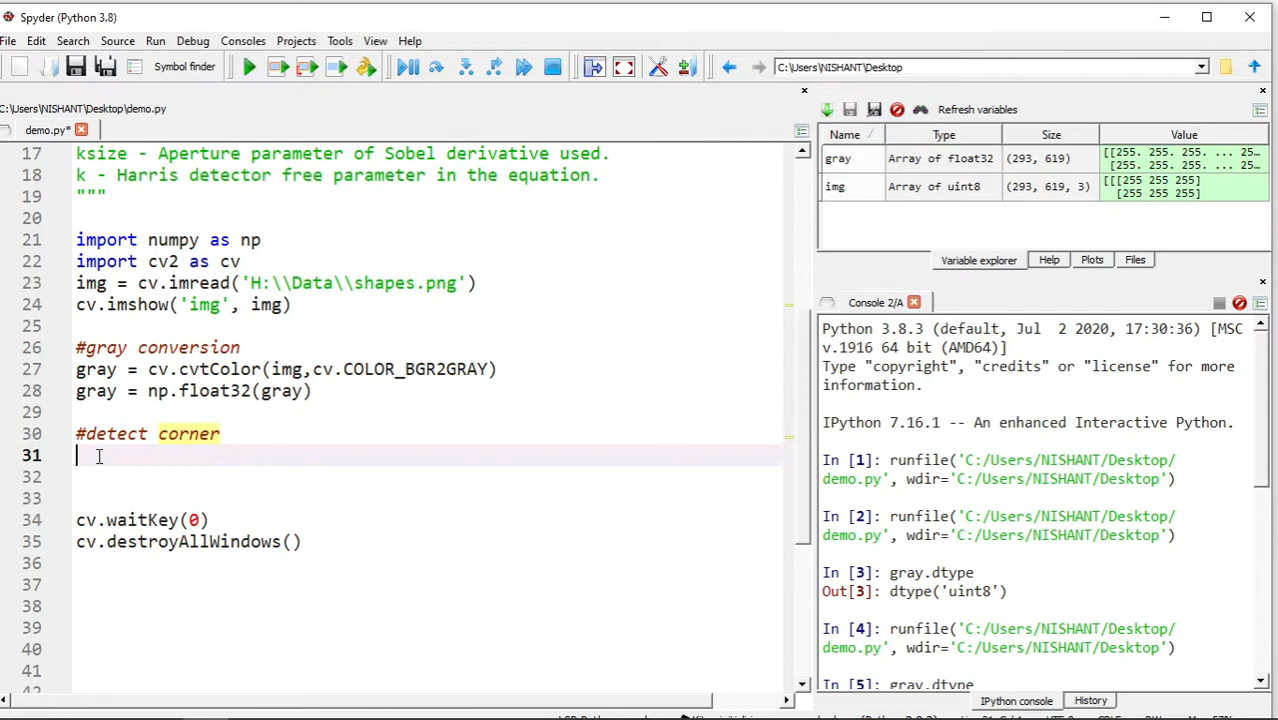 Spyder (Python 3.8)
File Edit Search Source Run Debug Consoles Projects Tools View Help
Symbol finder
C:\Users\NISHANT\Desktop
C:\Users\NISHANT\Desktop\demo.py
demo.py*
17 ksize - Aperture parameter of Sobel derivative used.
18 k - Harris detector free parameter in the equation.
19 """
20
21 import numpy as np
22 import cv2 as cv
23 img = cv.imread('H:\\Data\\shapes.png')
24 cv.imshow('img', img)
25
26 #gray conversion
27 gray = cv.cvtColor(img,cv.COLOR_BGR2GRAY)
28 gray = np.float32(gray)
29
30 #detect corner
31
32
33
34 cv.waitKey(0)
35 cv.destroyAllWindows()
36
37
38
39
40
41
42
Refresh variables
Name Type Size Value
gray Array of float32 (293, 619) [[255. 255. 255. ... 25…
[255. 255. 255. ... 25…
img Array of uint8 (293, 619, 3) [[[255 255 255]
[255 255 255]
Variable explorer Help Plots Files
Console 2/A
Python 3.8.3 (default, Jul 2 2020, 17:30:36) [MSC
v.1916 64 bit (AMD64)]
Type "copyright", "credits" or "license" for more
information.
IPython 7.16.1 -- An enhanced Interactive Python.
In [1]: runfile('C:/Users/NISHANT/Desktop/
demo.py', wdir='C:/Users/NISHANT/Desktop')
In [2]: runfile('C:/Users/NISHANT/Desktop/
demo.py', wdir='C:/Users/NISHANT/Desktop')
In [3]: gray.dtype
Out[3]: dtype('uint8')
In [4]: runfile('C:/Users/NISHANT/Desktop/
demo.py', wdir='C:/Users/NISHANT/Desktop')
In [5]: gray.dtype
IPython console History